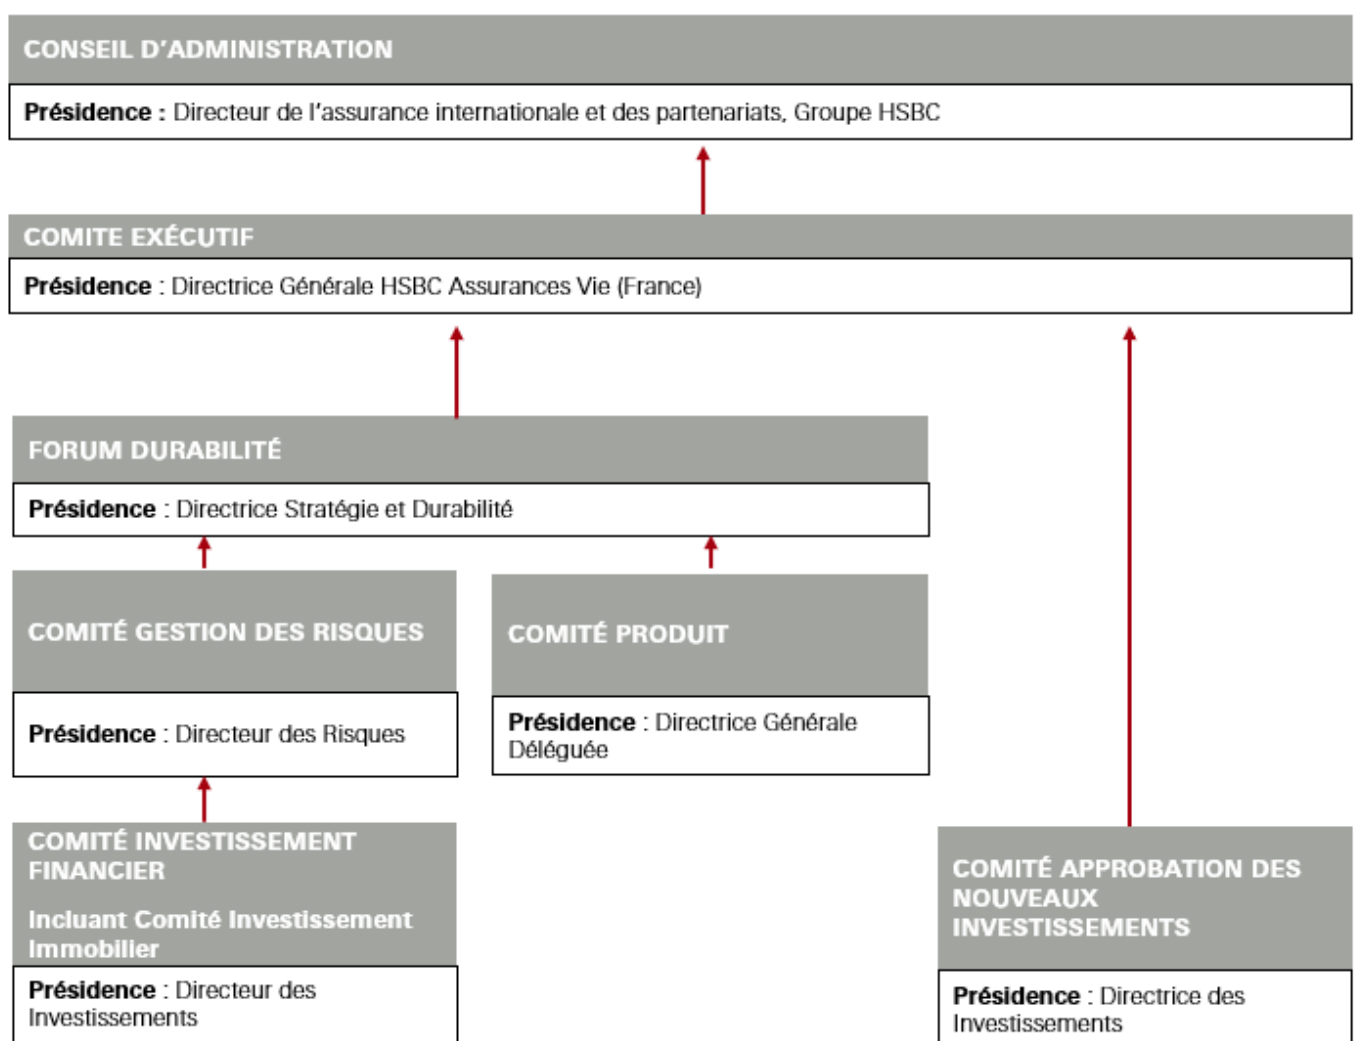 CONSEIL D'ADMINISTRATION
Présidence : Directeur de l'assurance internationale et des partenariats, Groupe HSBC
COMITE EXÉCUTIF
Présidence : Directrice Générale HSBC Assurances Vie (France)
FORUM DURABILITÉ
Présidence : Directrice Stratégie et Durabilité
COMITÉ GESTION DES RISQUES
Présidence : Directeur des Risques
COMITÉ PRODUIT
Présidence : Directrice Générale
Déléguée
COMITÉ INVESTISSEMENT
FINANCIER
Incluant Comité Investissement
Immobilier
Présidence : Directeur des
Investissements
COMITÉ APPROBATION DES
NOUVEAUX
INVESTISSEMENTS
Présidence : Directrice des
Investissements